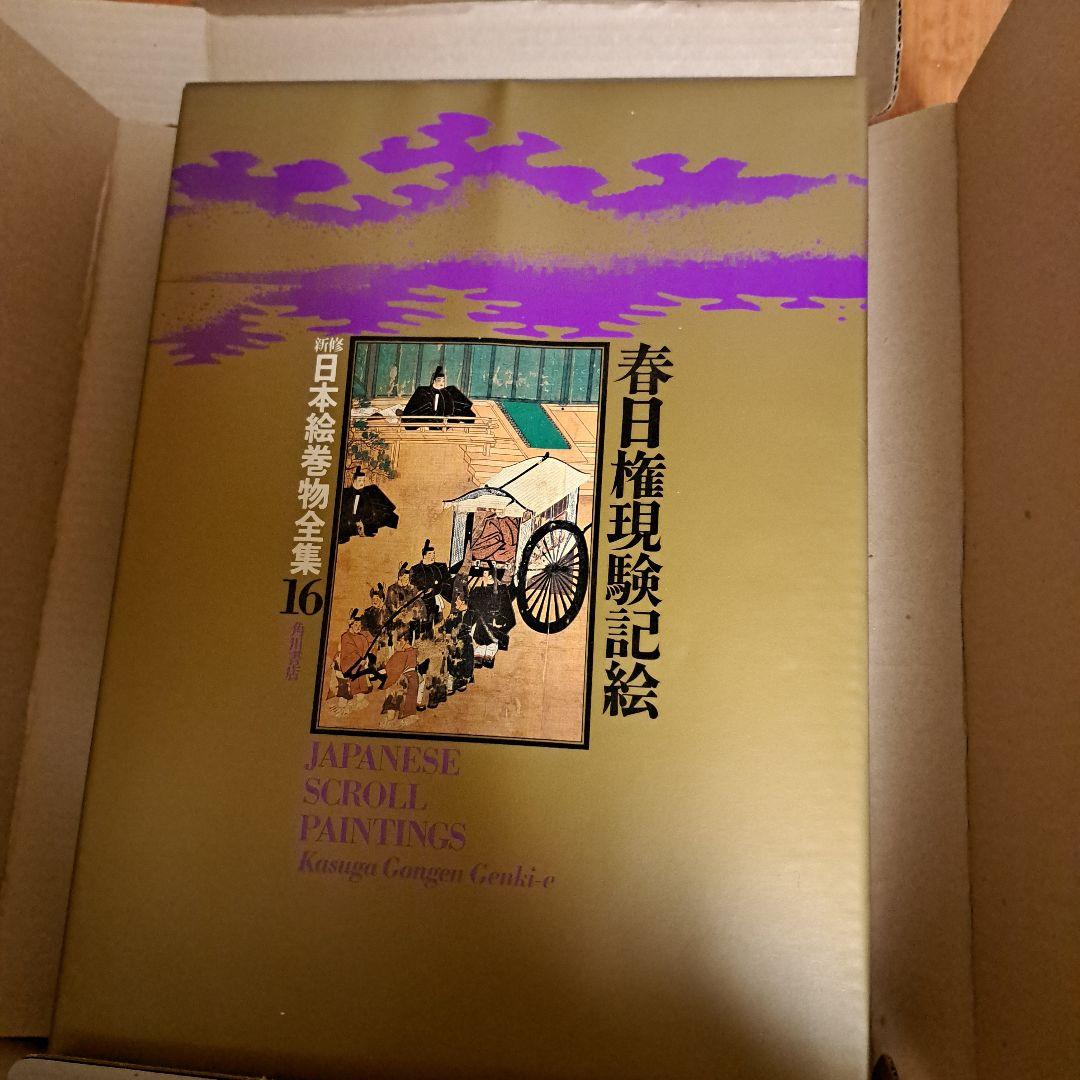 春日権現験記絵
新修
日本絵巻物全集
16
角川書店
JAPANESE
SCROLL
PAINTINGS
Kasuga Gongen Genki-e